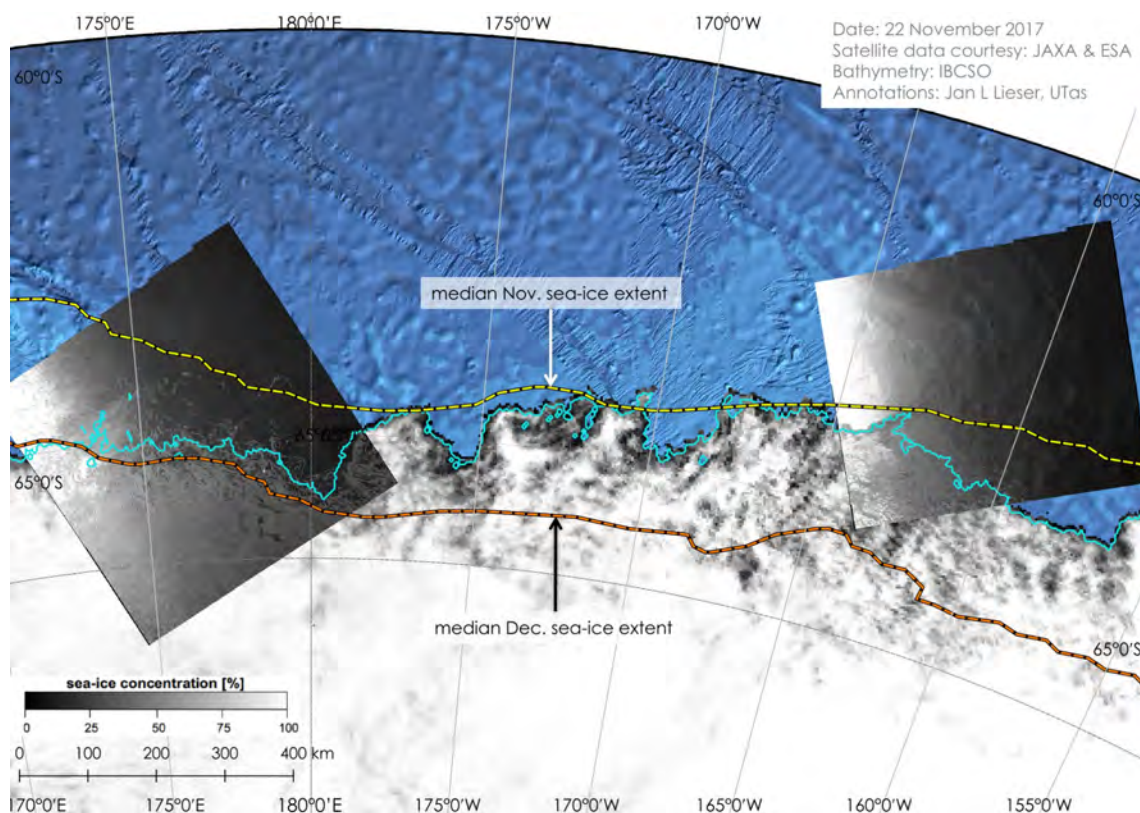 175°0'E
180°0'E
175°0'W
170°0'W
Date: 22 November 2017
Satellite data courtesy: JAXA & ESA
Bathymetry: IBCSO
Annotations: Jan L Lieser, UTas
60°0'S
60°0'S
median Nov. sea-ice extent
65°0'S
median Dec. sea-ice extent
65°0'S
sea-ice concentration [%]
0 25 50 75 100
0 100 200 300 400 km
170°0'E
175°0'E
180°0'E
175°0'W
170°0'W
165°0'W
160°0'W
155°0'W